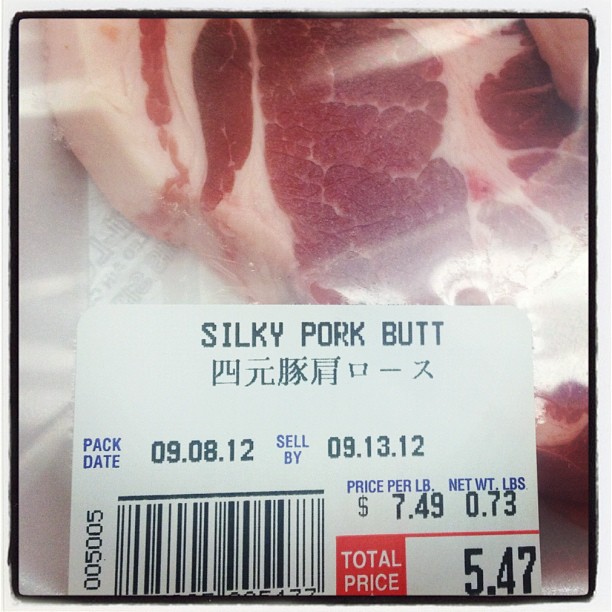 SILKY PORK BUTT
四元豚肩ロース
PACK DATE 09.08.12 SELL BY 09.13.12
PRICE PER LB. NET WT. LBS
$ 7.49 0.73
TOTAL PRICE 5.47
005005